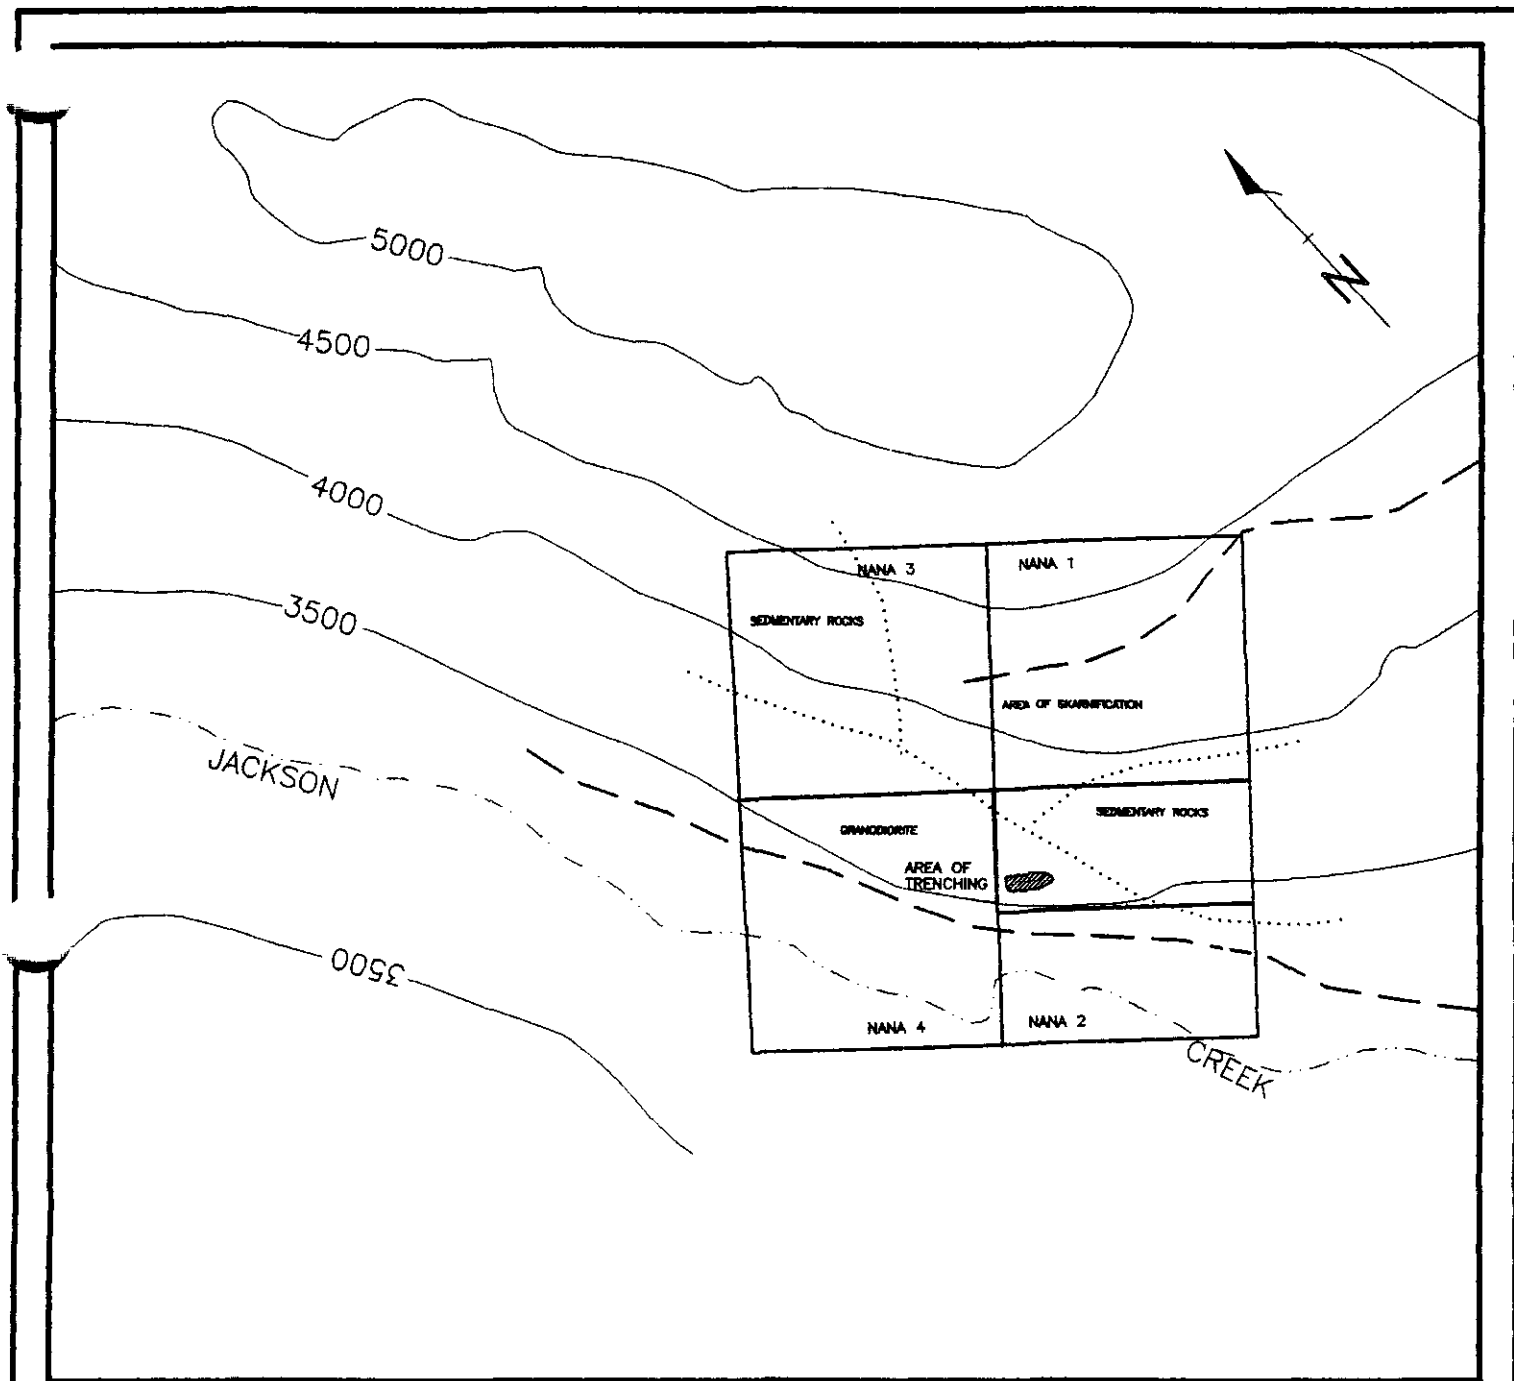 5000
4500
4000
3500
N
NANA 3
NANA 1
SEDIMENTARY ROCKS
AREA OF SKARNIFICATION
JACKSON
GRANODIORITE
SEDIMENTARY ROCKS
AREA OF
TRENCHING
3500
NANA 4
NANA 2
CREEK